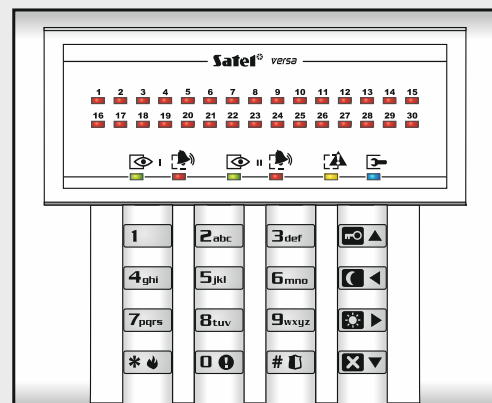 Satel versa
1 2 3 4 5 6 7 8 9 10 11 12 13 14 15
16 17 18 19 20 21 22 23 24 25 26 27 28 29 30
I II
1 2abc 3def
4ghi 5jkl 6mno
7pqrs 8tuv 9wxyz
* 0 #